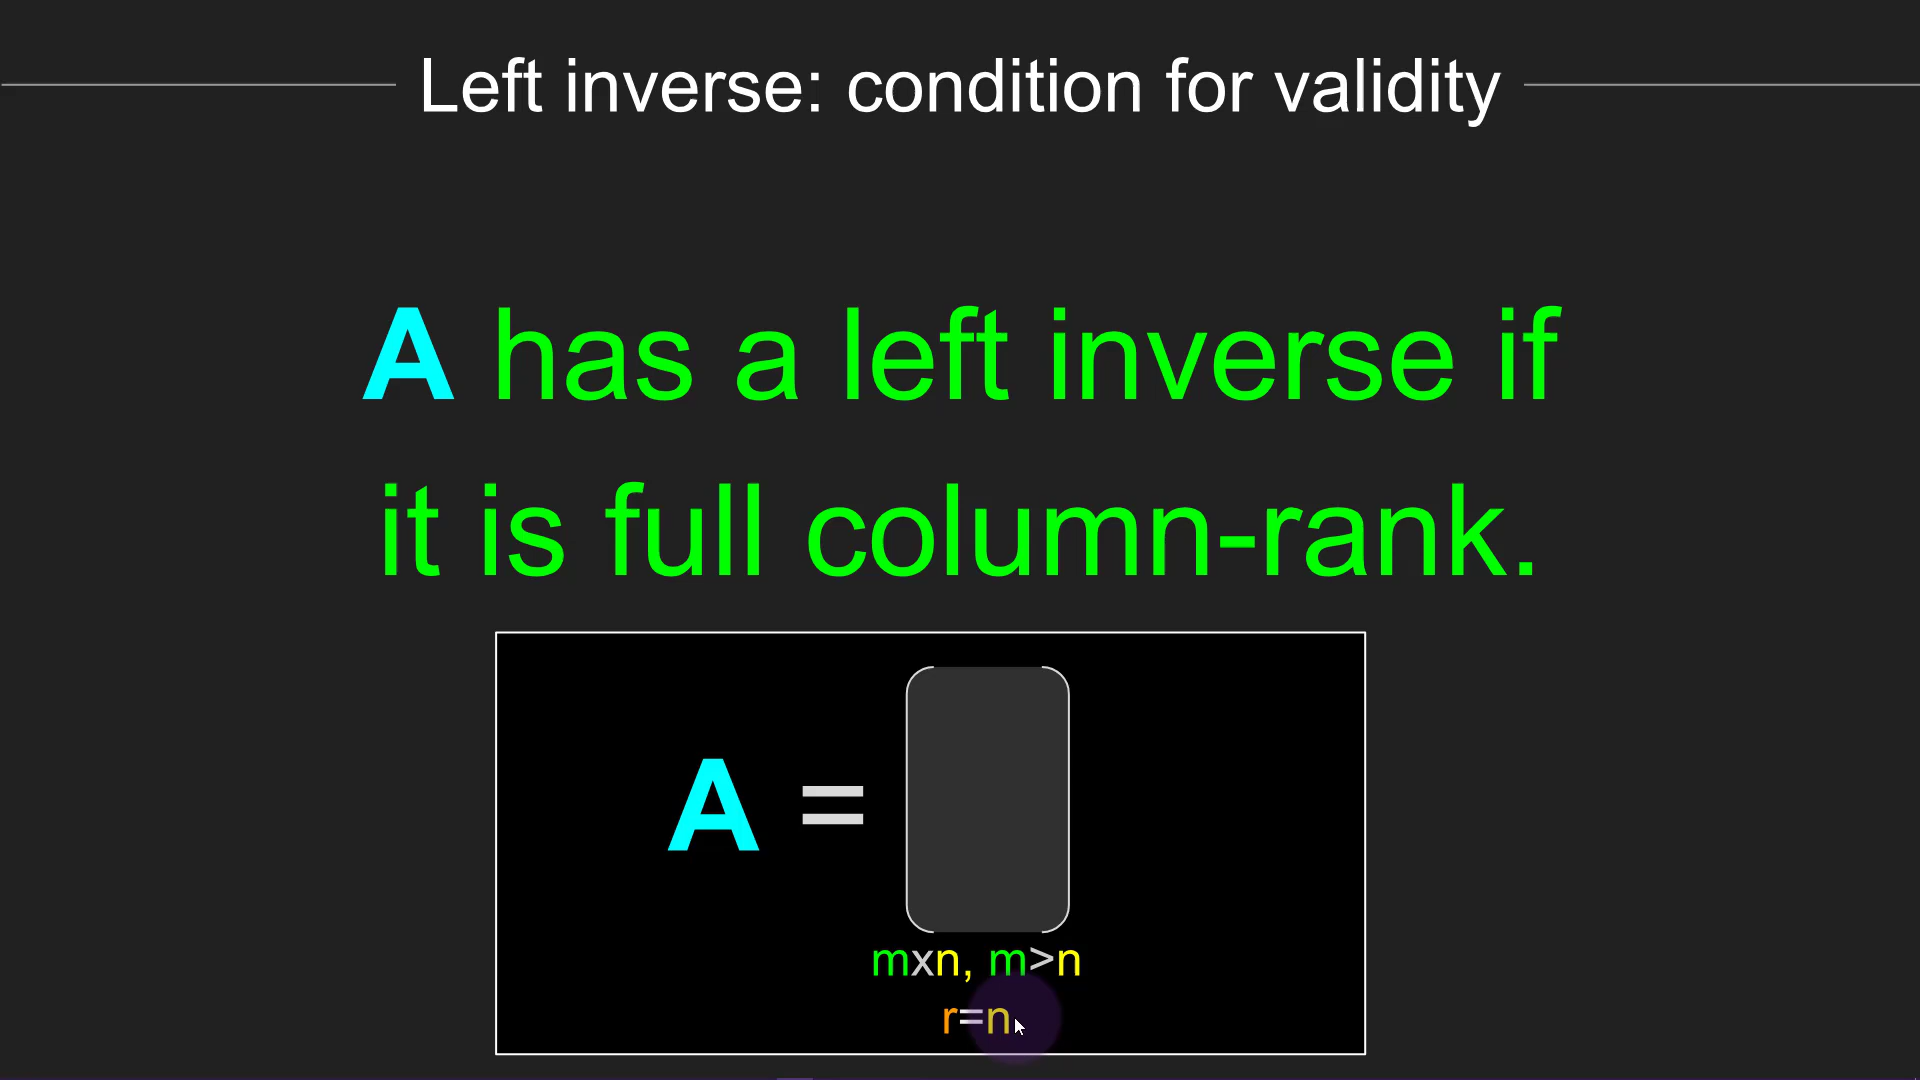 Left inverse: condition for validity
A has a left inverse if
it is full column-rank.
A =
mxn, m>n
r=n